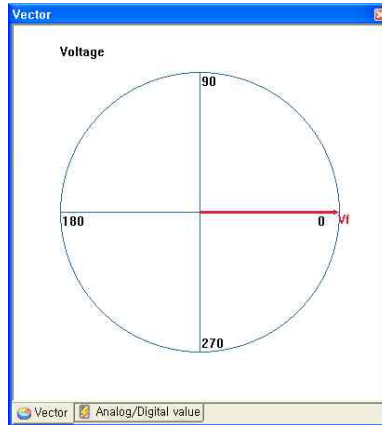 Vector
Voltage
90
180
0
Vf
270
Vector
Analog/Digital value